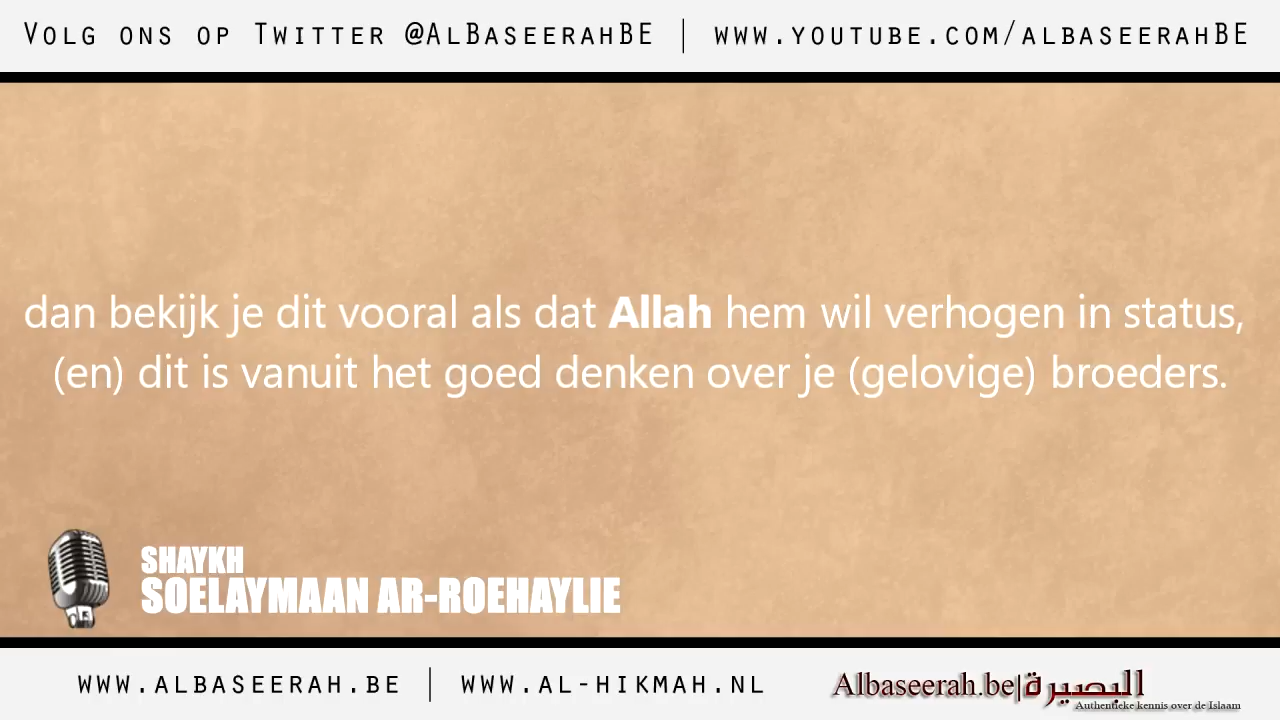 Volg ons op Twitter @AlBaseerahBE | www.youtube.com/albaseerahBE
dan bekijk je dit vooral als dat Allah hem wil verhogen in status,
(en) dit is vanuit het goed denken over je (gelovige) broeders.
SHAYKH
SOELAYMAAN AR-ROEHAYLIE
www.albaseerah.be | www.al-hikmah.nl
Albaseerah.be|البصيرة
Authentieke kennis over de Islaam